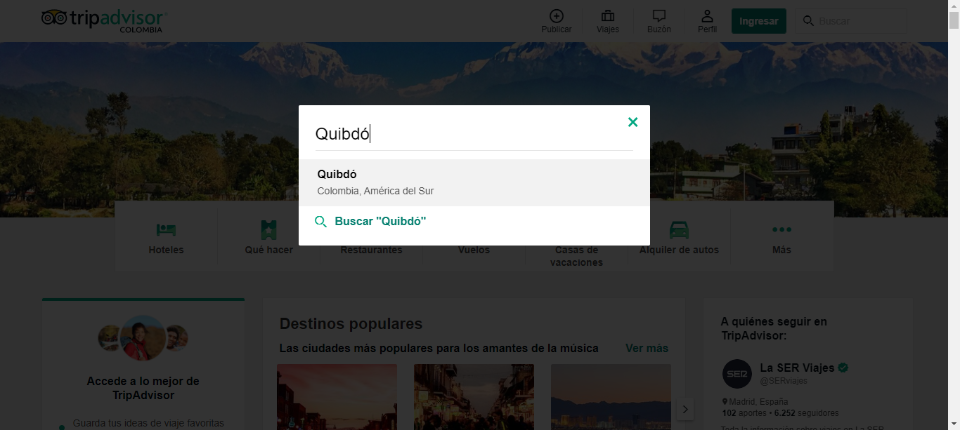 tripadvisor
COLOMBIA
Publicar
Viajes
Buzón
Perfil
Ingresar
Buscar
Quibdó
Quibdó
Colombia, América del Sur
Buscar "Quibdó"
Hoteles
Qué hacer
Restaurantes
Vuelos
Casas de
vacaciones
Alquiler de autos
Más
Accede a lo mejor de
TripAdvisor
Guarda tus ideas de viaje favoritas
Destinos populares
Las ciudades más populares para los amantes de la música
Ver más
A quiénes seguir en
TripAdvisor:
SER
La SER Viajes
@SERviajes
Madrid, España
102 aportes • 6.252 seguidores